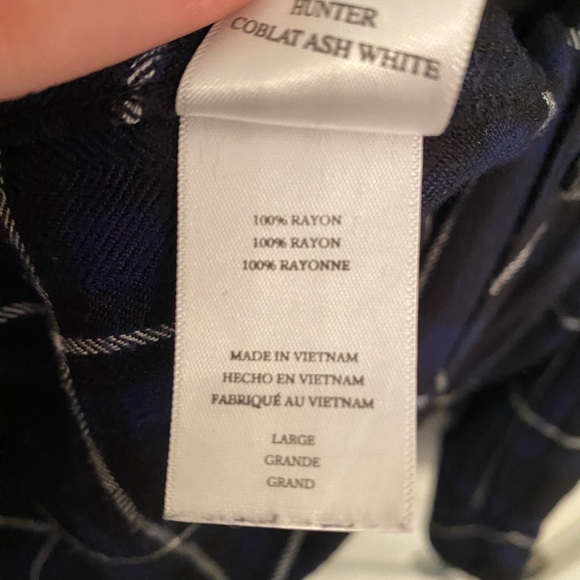 HUNTER
COBLAT ASH WHITE
100% RAYON
100% RAYON
100% RAYONNE
MADE IN VIETNAM
HECHO EN VIETNAM
FABRIQUÉ AU VIETNAM
LARGE
GRANDE
GRAND